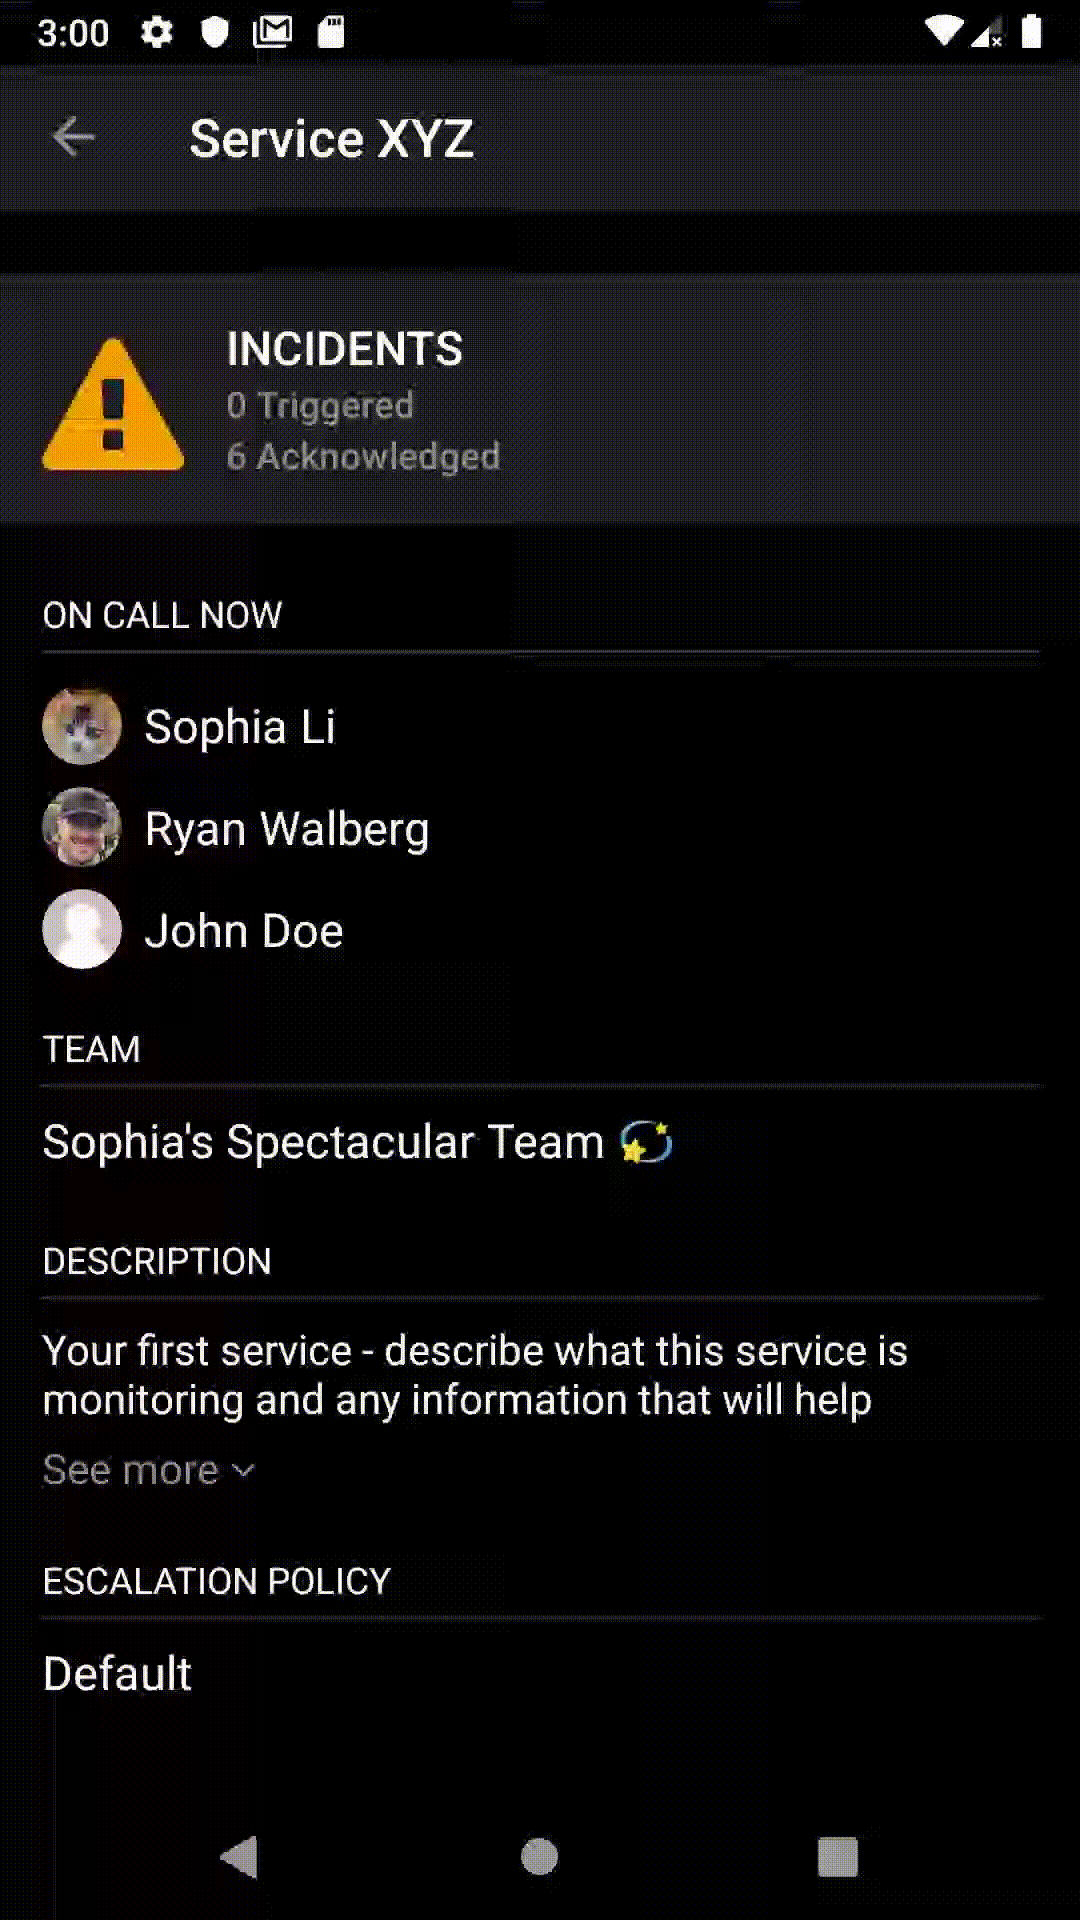 3:00
Service XYZ
INCIDENTS
0 Triggered
6 Acknowledged
ON CALL NOW
Sophia Li
Ryan Walberg
John Doe
TEAM
Sophia's Spectacular Team 💫
DESCRIPTION
Your first service - describe what this service is
monitoring and any information that will help
See more
ESCALATION POLICY
Default